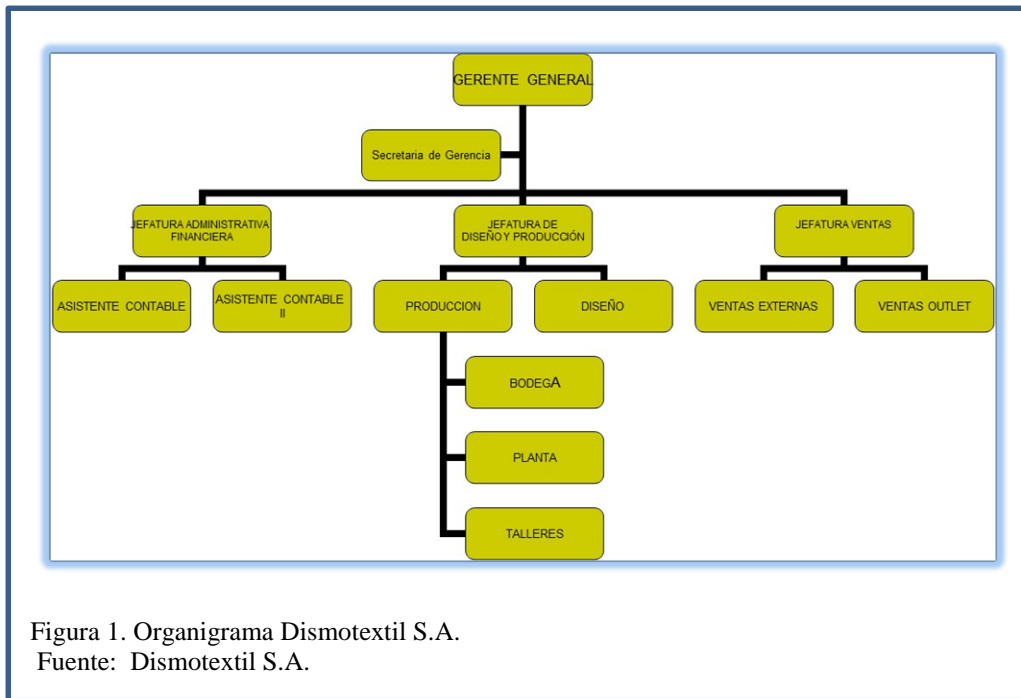 GERENTE GENERAL
Secretaria de Gerencia
JEFATURA ADMINISTRATIVA
FINANCIERA
JEFATURA DE
DISEÑO Y PRODUCCIÓN
JEFATURA VENTAS
ASISTENTE CONTABLE
ASISTENTE CONTABLE
II
PRODUCCION
DISEÑO
VENTAS EXTERNAS
VENTAS OUTLET
BODEGA
PLANTA
TALLERES
Figura 1. Organigrama Dismotextil S.A.
Fuente: Dismotextil S.A.